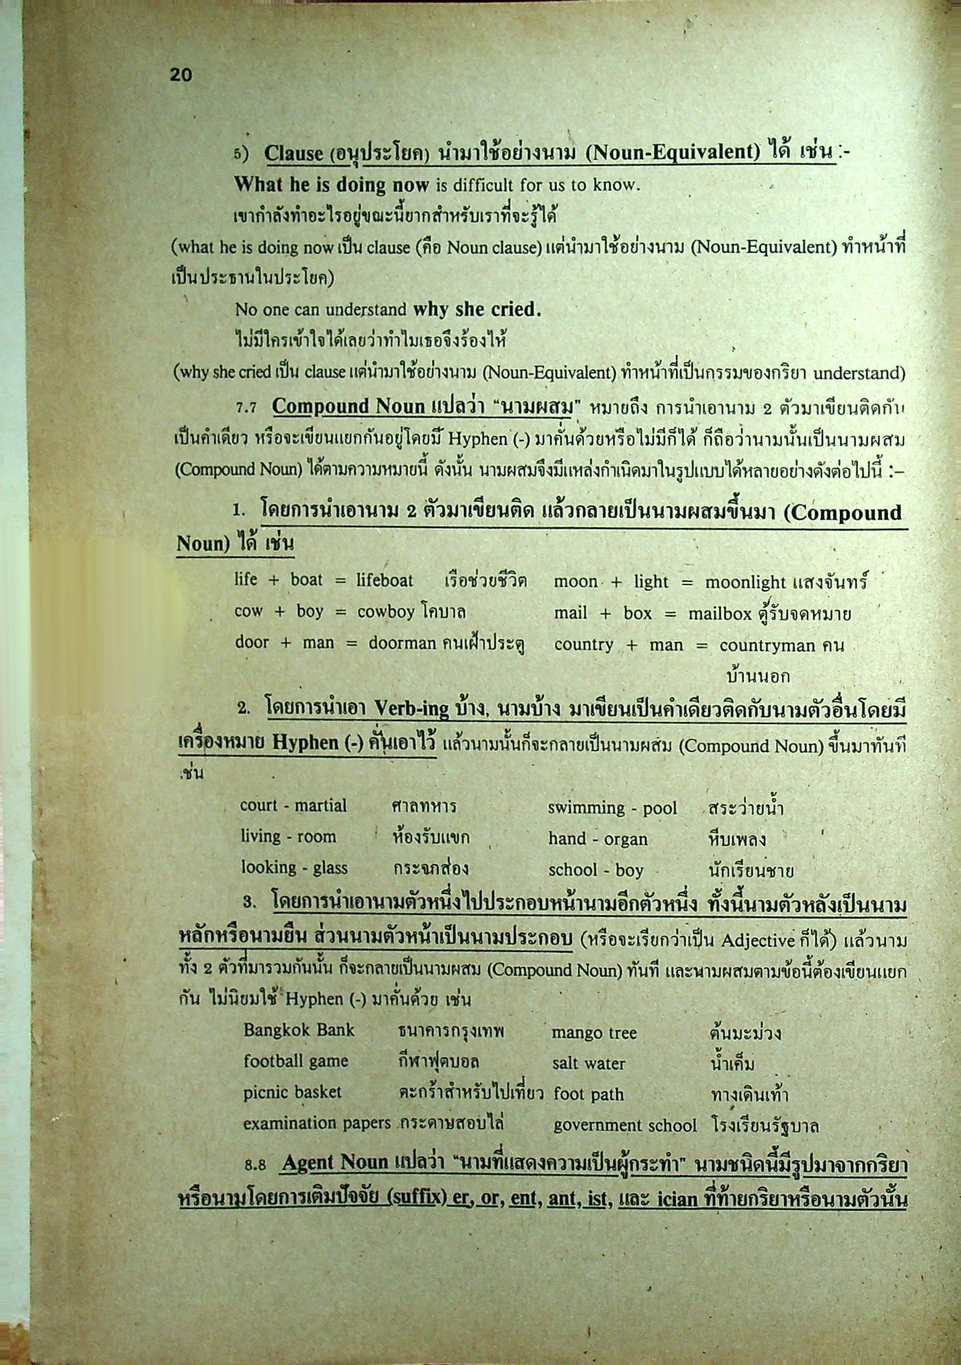 20
5) Clause (อนุประโยค) นำมาใช้อย่างนาม (Noun-Equivalent) ได้ เช่น :-
What he is doing now is difficult for us to know.
เขากำลังทำอะไรอยู่ขณะนี้ยากสำหรับเราที่จะรู้ได้
(what he is doing now เป็น clause (คือ Noun clause) แต่นำมาใช้อย่างนาม (Noun-Equivalent) ทำหน้าที่
เป็นประธานในประโยค)
No one can understand why she cried.
ไม่มีใครเข้าใจได้เลยว่าทำไมเธอจึงร้องไห้
(why she cried เป็น clause แต่นำมาใช้อย่างนาม (Noun-Equivalent) ทำหน้าที่เป็นกรรมของกริยา understand)
7.7 Compound Noun แปลว่า “นามผสม” หมายถึง การนำเอานาม 2 ตัวมาเขียนติดกัน
เป็นคำเดียว หรือจะเขียนแยกกันอยู่โดยมี Hyphen (-) มาคั่นด้วยหรือไม่มีก็ได้ ก็ถือว่านามนั้นเป็นนามผสม
(Compound Noun) ได้ตามความหมายนี้ ดังนั้น นามผสมจึงมีแหล่งกำเนิดมาในรูปแบบได้หลายอย่างดังต่อไปนี้ :–
1. โดยการนำเอานาม 2 ตัวมาเขียนติด แล้วกลายเป็นนามผสมขึ้นมา (Compound
Noun) ได้ เช่น
life + boat = lifeboat เรือช่วยชีวิต moon + light = moonlight แสงจันทร์
cow + boy = cowboy โคบาล mail + box = mailbox ตู้รับจดหมาย
door + man = doorman คนเฝ้าประตู country + man = countryman คน
บ้านนอก
2. โดยการนำเอา Verb-ing บ้าง, นามบ้าง มาเขียนเป็นคำเดียวติดกับนามตัวอื่นโดยมี
เครื่องหมาย Hyphen (-) คั่นเอาไว้ แล้วนามนั้นก็จะกลายเป็นนามผสม (Compound Noun) ขึ้นมาทันที
เช่น
court - martial ศาลทหาร swimming - pool สระว่ายน้ำ
living - room ห้องรับแขก hand - organ หีบเพลง
looking - glass กระจกส่อง school - boy นักเรียนชาย
3. โดยการนำเอานามตัวหนึ่งไปประกอบหน้านามอีกตัวหนึ่ง ทั้งนี้นามตัวหลังเป็นนาม
หลักหรือนามยืน ส่วนนามตัวหน้าเป็นนามประกอบ (หรือจะเรียกว่าเป็น Adjective ก็ได้) แล้วนาม
ทั้ง 2 ตัวที่มารวมกันนั้น ก็จะกลายเป็นนามผสม (Compound Noun) ทันที และนามผสมตามข้อนี้ต้องเขียนแยก
กัน ไม่นิยมใช้ Hyphen (-) มาคั่นด้วย เช่น
Bangkok Bank ธนาคารกรุงเทพ mango tree ต้นมะม่วง
football game กีฬาฟุตบอล salt water น้ำเค็ม
picnic basket ตะกร้าสำหรับไปเที่ยว foot path ทางเดินเท้า
examination papers กระดาษสอบไล่ government school โรงเรียนรัฐบาล
8.8 Agent Noun แปลว่า “นามที่แสดงความเป็นผู้กระทำ” นามชนิดนี้มีรูปมาจากกริยา
หรือนามโดยการเติมปัจจัย (suffix) er, or, ent, ant, ist, และ ician ที่ท้ายกริยาหรือนามตัวนั้น